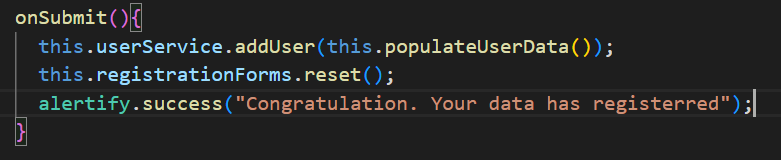 onSubmit(){
this.userService.addUser(this.populateUserData());
this.registrationForms.reset();
alertify.success("Congratulation. Your data has registerred");
}